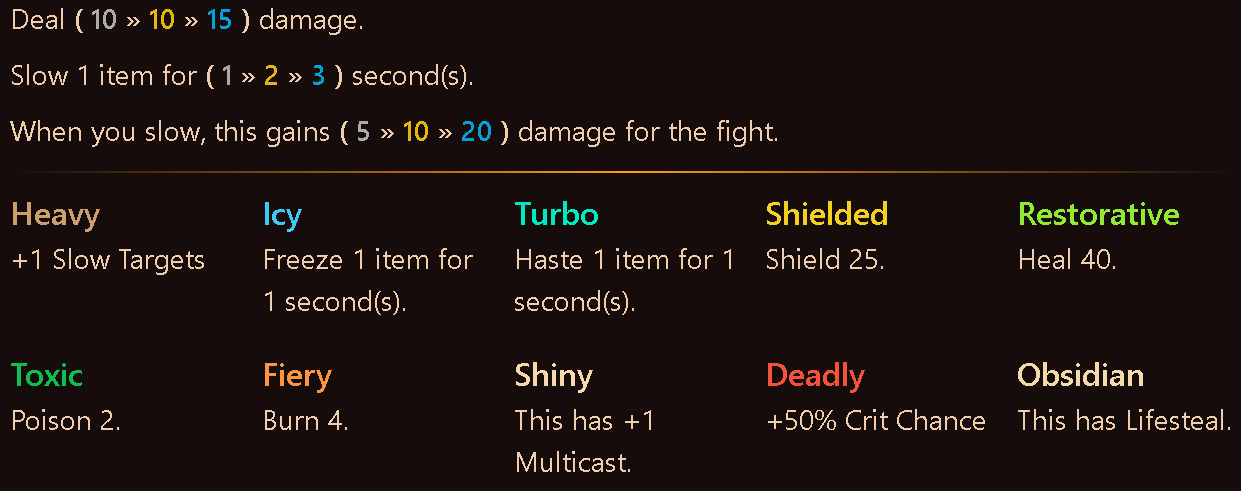 Deal ( 10 » 10 » 15 ) damage.
Slow 1 item for ( 1 » 2 » 3 ) second(s).
When you slow, this gains ( 5 » 10 » 20 ) damage for the fight.
Heavy
+1 Slow Targets
Icy
Freeze 1 item for
1 second(s).
Turbo
Haste 1 item for 1
second(s).
Shielded
Shield 25.
Restorative
Heal 40.
Toxic
Poison 2.
Fiery
Burn 4.
Shiny
This has +1
Multicast.
Deadly
+50% Crit Chance
Obsidian
This has Lifesteal.